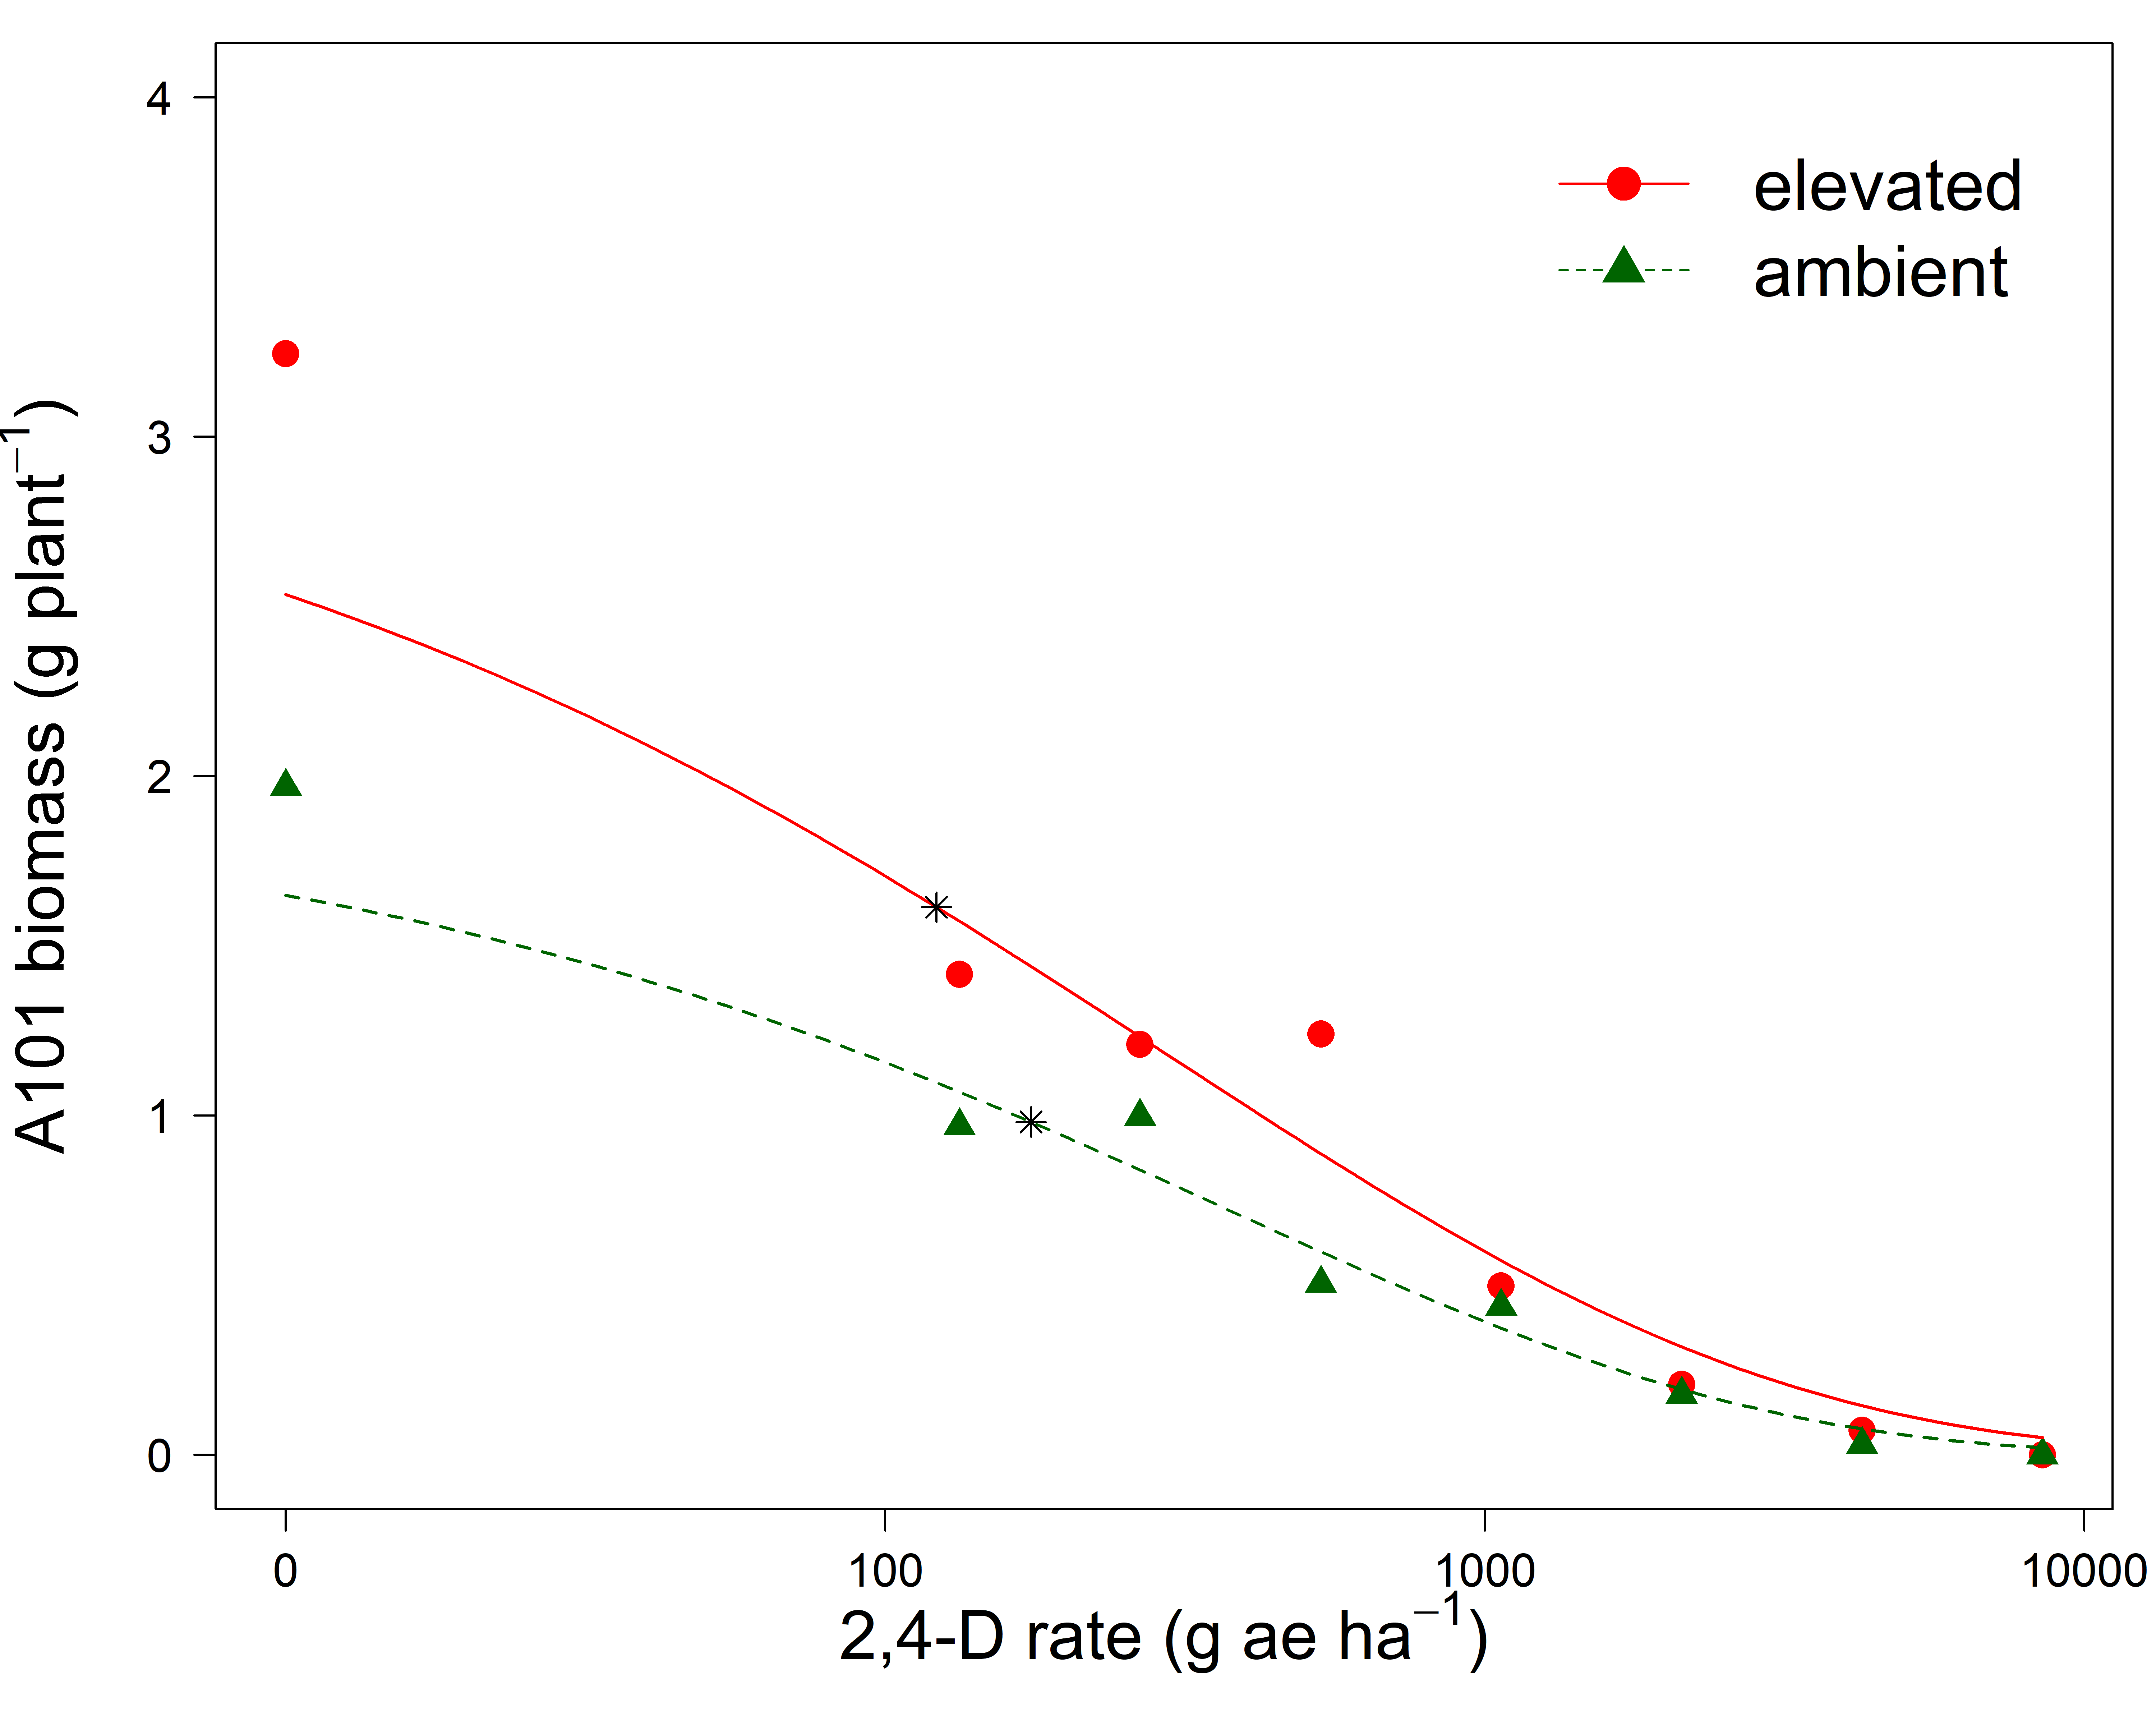 elevated
ambient
A101 biomass (g plant⁻¹)
4
3
2
1
0
0 100 1000 10000
2,4-D rate (g ae ha⁻¹)